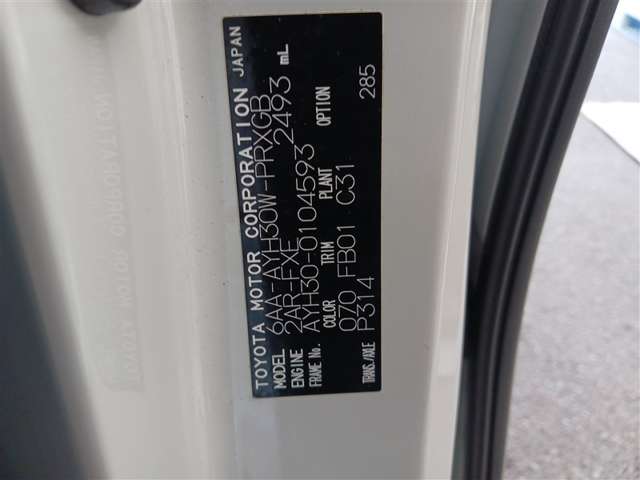 TOYOTA MOTOR CORPORATION JAPAN
MODEL 6AA-AYH30W-PRXGB
ENGINE 2AR-FXE 2493 mL
FRAME No. AYH30-0104593
COLOR TRIM PLANT OPTION
070 FB01 C31 285
TRANS./AXLE P314